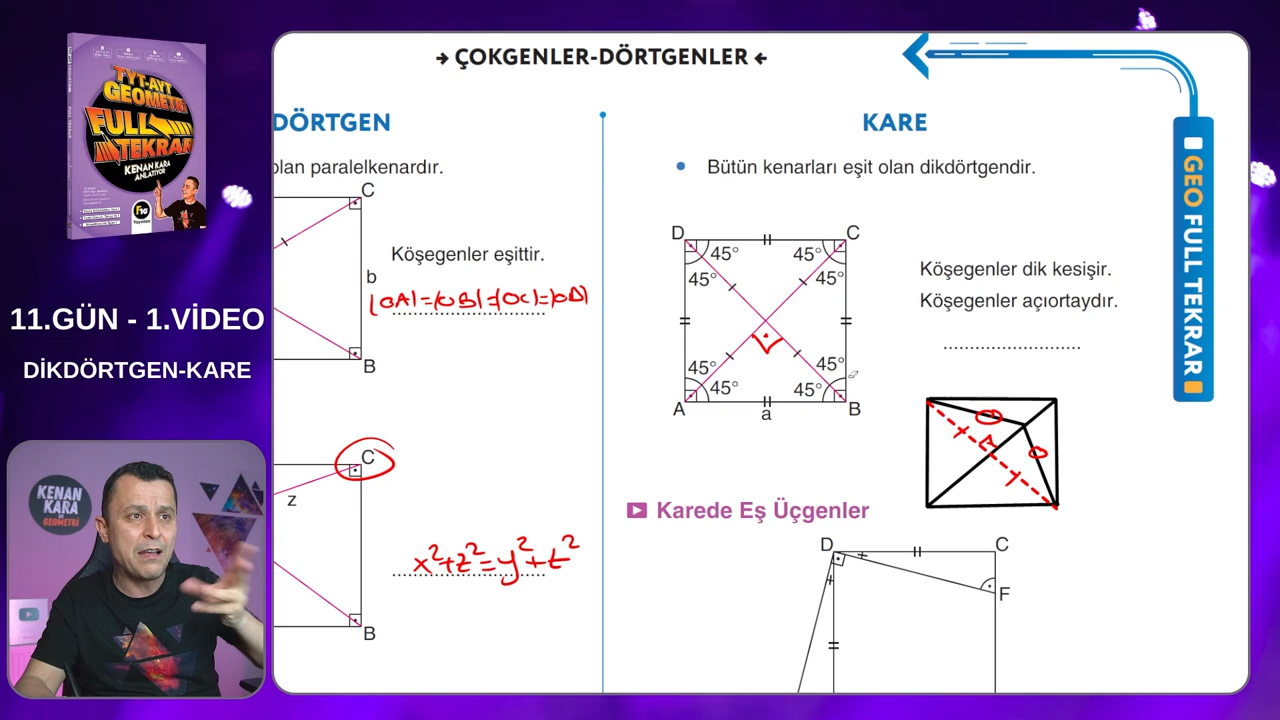 → ÇOKGENLER-DÖRTGENLER ←
TYT-AYT
GEOMETRİ
FULL
TEKRAR
KENAN KARA
ANLATIYOR
11.GÜN - 1.VİDEO
DİKDÖRTGEN-KARE
KENAN
KARA
GEOMETRİ
DÖRTGEN
olan paralelkenardır.
C
Köşegenler eşittir.
b
|OA|=|OB|=|OC|=|OD|
B
C
z
x²+z²=y²+t²
B
KARE
• Bütün kenarları eşit olan dikdörtgendir.
D
C
45°
45°
45°
45°
45°
45°
45°
45°
A
a
B
Köşegenler dik kesişir.
Köşegenler açıortaydır.
Karede Eş Üçgenler
D
C
F
GEO FULL TEKRAR